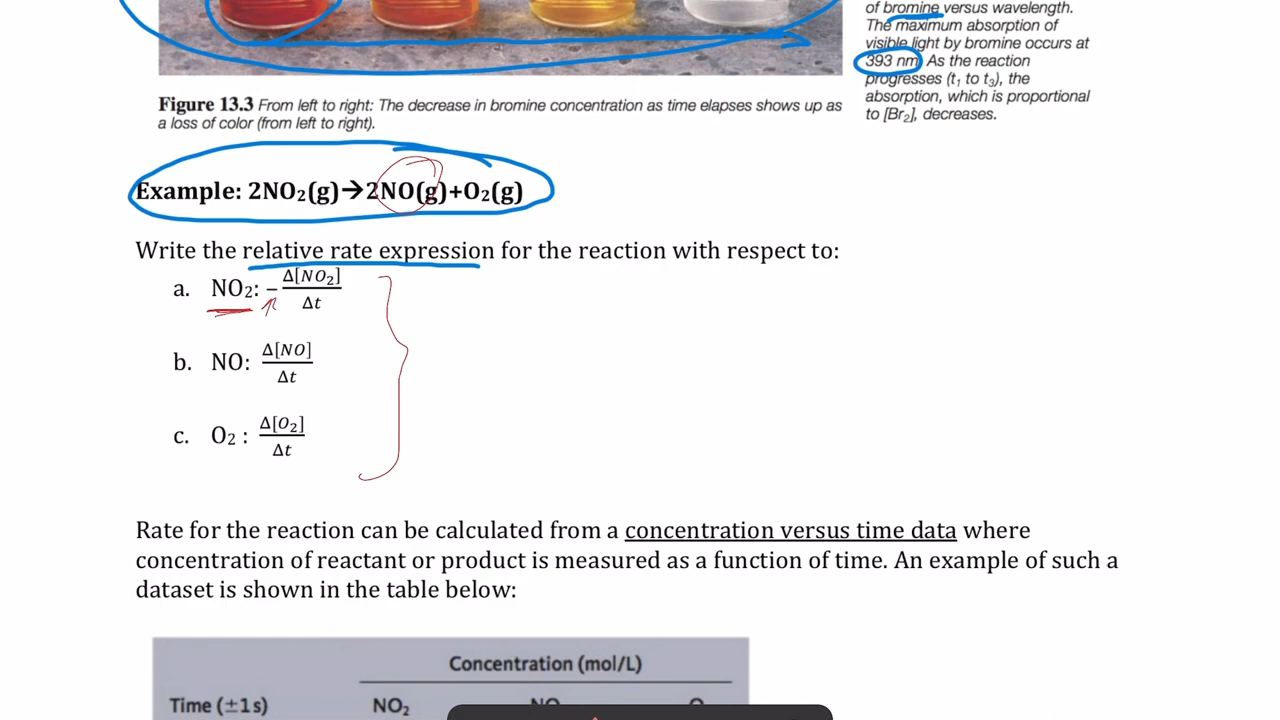 of bromine versus wavelength.
The maximum absorption of
visible light by bromine occurs at
393 nm. As the reaction
progresses (t₁ to t₃), the
absorption, which is proportional
to [Br₂], decreases.
Figure 13.3 From left to right: The decrease in bromine concentration as time elapses shows up as
a loss of color (from left to right).
Example: 2NO₂(g)→2NO(g)+O₂(g)
Write the relative rate expression for the reaction with respect to:
a. NO₂: − Δ[NO₂] / Δt
b. NO: Δ[NO] / Δt
c. O₂ : Δ[O₂] / Δt
Rate for the reaction can be calculated from a concentration versus time data where
concentration of reactant or product is measured as a function of time. An example of such a
dataset is shown in the table below:
Concentration (mol/L)
Time (±1s) NO₂ NO